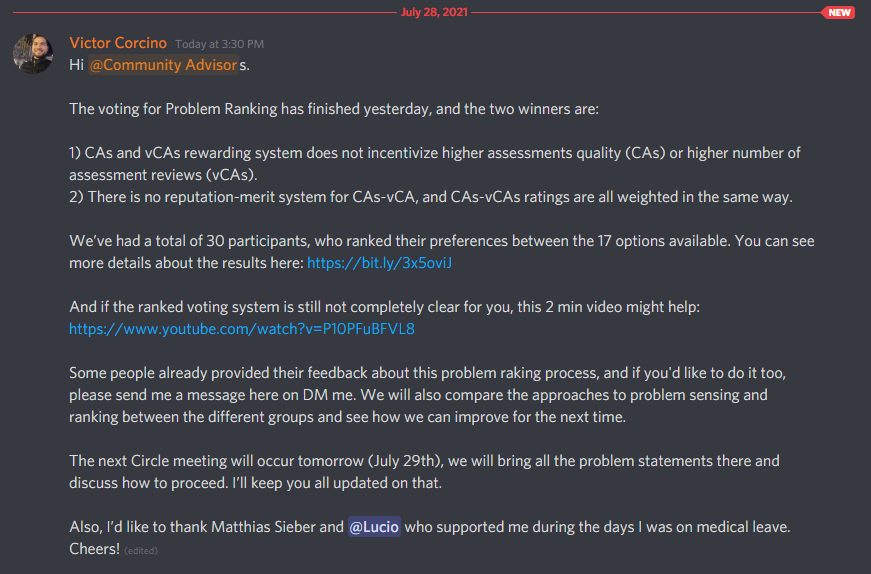 July 28, 2021
NEW
Victor Corcino Today at 3:30 PM
Hi @Community Advisors.
The voting for Problem Ranking has finished yesterday, and the two winners are:
1) CAs and vCAs rewarding system does not incentivize higher assessments quality (CAs) or higher number of
assessment reviews (vCAs).
2) There is no reputation-merit system for CAs-vCA, and CAs-vCAs ratings are all weighted in the same way.
We've had a total of 30 participants, who ranked their preferences between the 17 options available. You can see
more details about the results here: https://bit.ly/3x5oviJ
And if the ranked voting system is still not completely clear for you, this 2 min video might help:
https://www.youtube.com/watch?v=P10PFuBFVL8
Some people already provided their feedback about this problem raking process, and if you'd like to do it too,
please send me a message here on DM me. We will also compare the approaches to problem sensing and
ranking between the different groups and see how we can improve for the next time.
The next Circle meeting will occur tomorrow (July 29th), we will bring all the problem statements there and
discuss how to proceed. I'll keep you all updated on that.
Also, I'd like to thank Matthias Sieber and @Lucio who supported me during the days I was on medical leave.
Cheers! (edited)